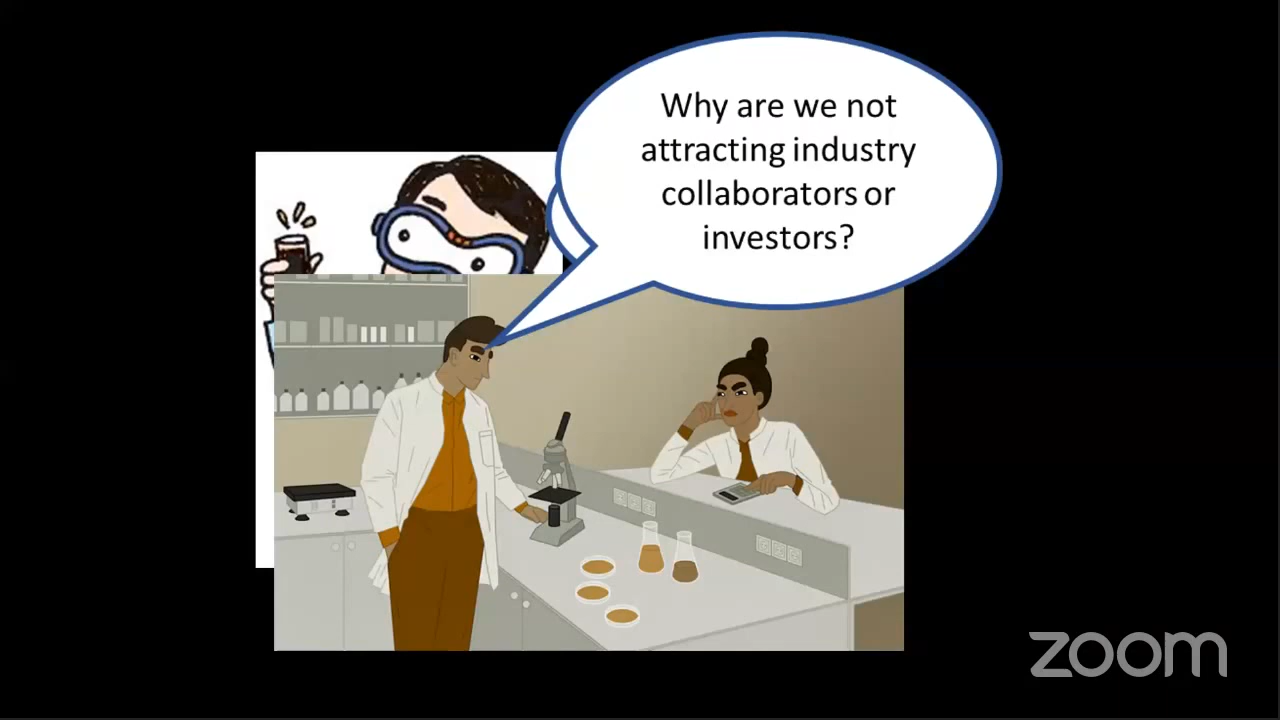 Why are we not
attracting industry
collaborators or
investors?
zoom